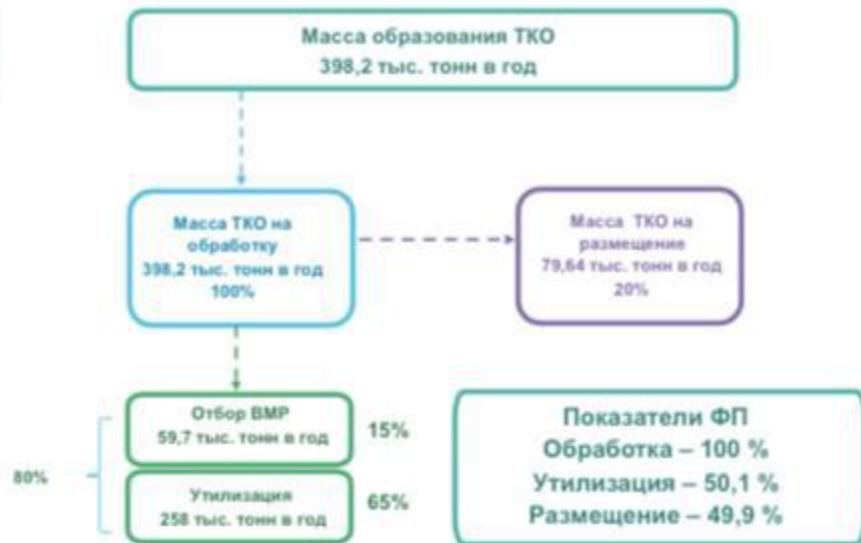 Масса образования ТКО
398,2 тыс. тонн в год
Масса ТКО на
обработку
398,2 тыс. тонн в год
100%
Масса ТКО на
размещение
79,64 тыс. тонн в год
20%
Отбор ВМР
59,7 тыс. тонн в год
15%
80%
Утилизация
258 тыс. тонн в год
65%
Показатели ФП
Обработка – 100 %
Утилизация – 50,1 %
Размещение – 49,9 %